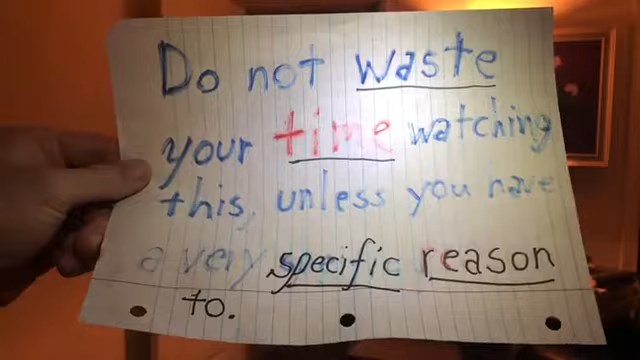 Do not waste
your time watching
this, unless you have
a very specific reason
to.